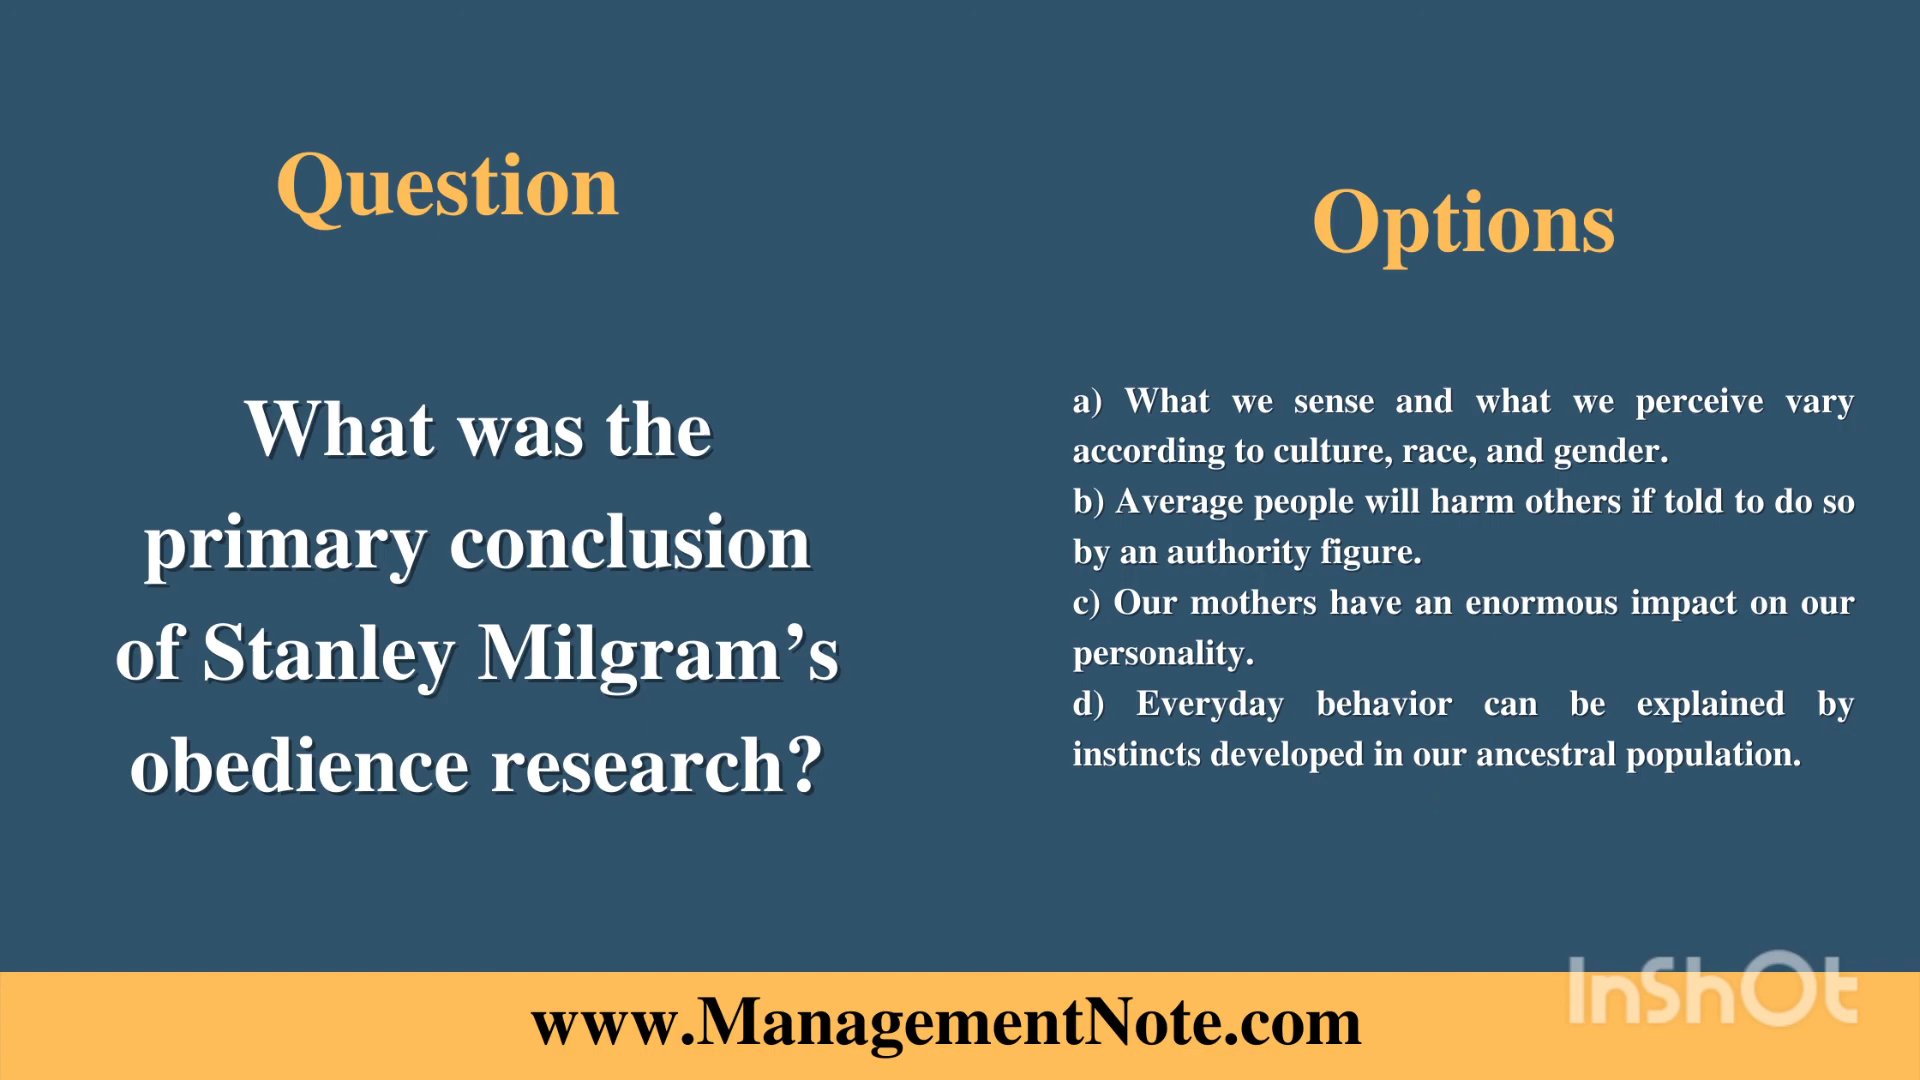 Question
What was the
primary conclusion
of Stanley Milgram’s
obedience research?
Options
a) What we sense and what we perceive vary
according to culture, race, and gender.
b) Average people will harm others if told to do so
by an authority figure.
c) Our mothers have an enormous impact on our
personality.
d) Everyday behavior can be explained by
instincts developed in our ancestral population.
www.ManagementNote.com
InShOt